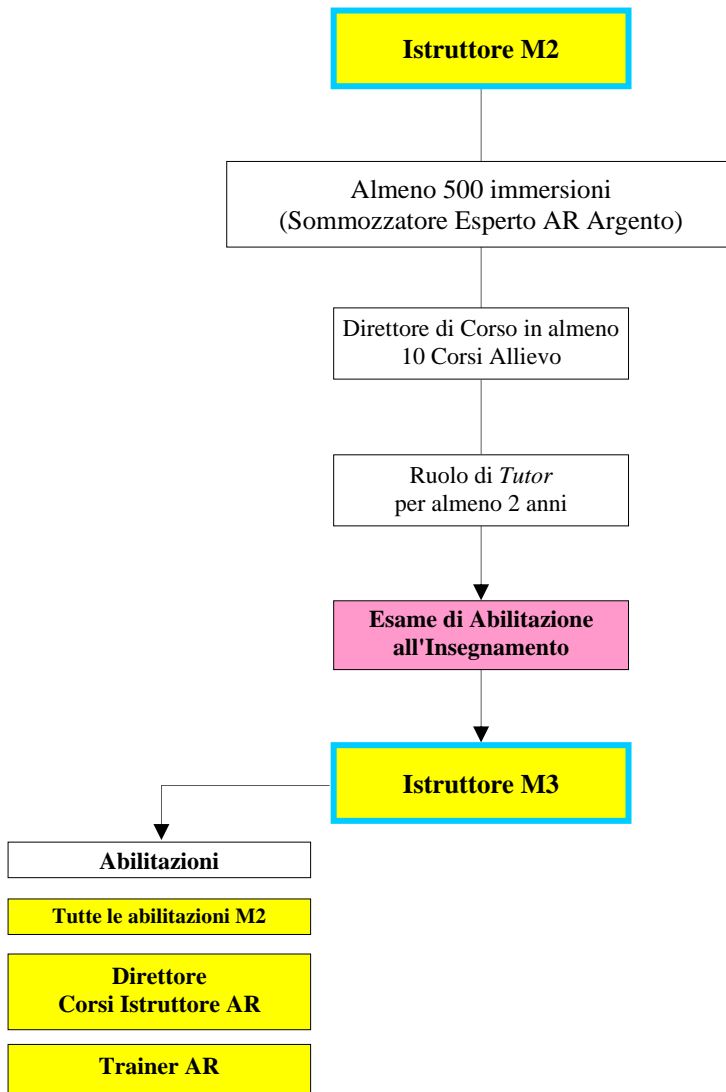 Istruttore M2
Almeno 500 immersioni
(Sommozzatore Esperto AR Argento)
Direttore di Corso in almeno
10 Corsi Allievo
Ruolo di Tutor
per almeno 2 anni
Esame di Abilitazione
all'Insegnamento
Istruttore M3
Abilitazioni
Tutte le abilitazioni M2
Direttore
Corsi Istruttore AR
Trainer AR